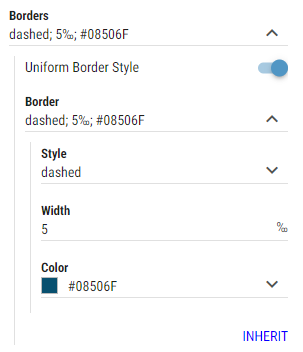 Borders
dashed; 5‰; #08506F
Uniform Border Style
Border
dashed; 5‰; #08506F
Style
dashed
Width
5 ‰
Color
#08506F
INHERIT